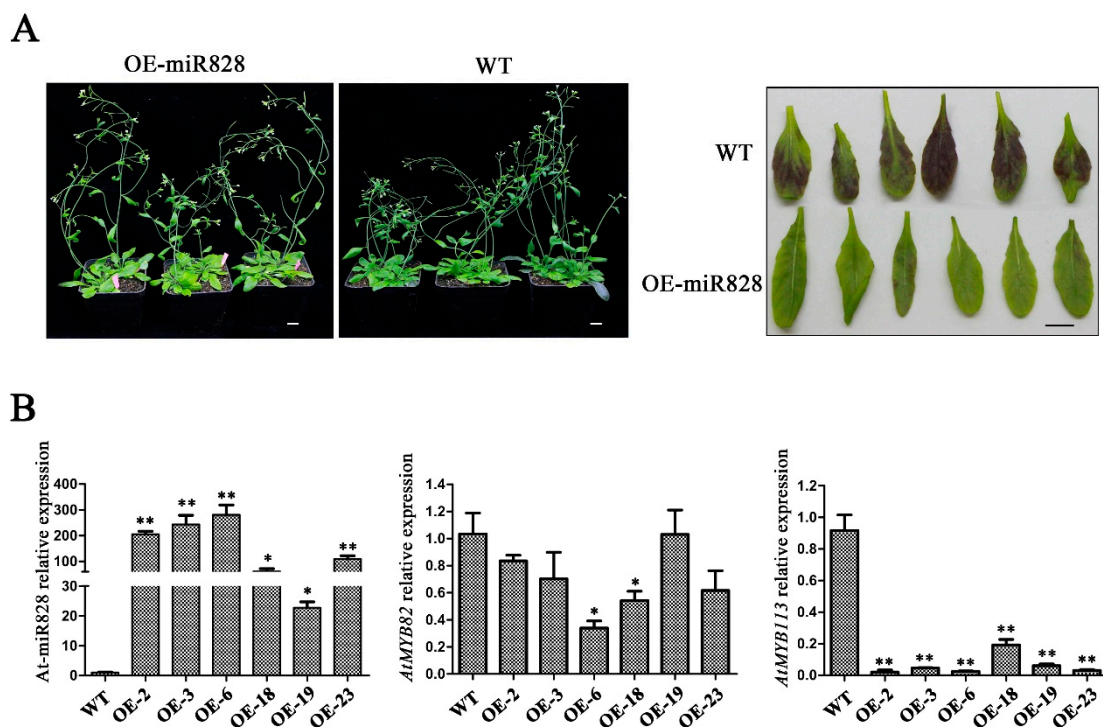 A
OE-miR828
WT
WT
OE-miR828
B
At-miR828 relative expression
400
300
200
100
30
20
10
0
**
**
**
*
*
**
WT
OE-2
OE-3
OE-6
OE-18
OE-19
OE-23
AtMYB82 relative expression
1.4
1.2
1.0
0.8
0.6
0.4
0.2
0.0
*
*
WT
OE-2
OE-3
OE-6
OE-18
OE-19
OE-23
AtMYB113 relative expression
1.2
1.0
0.8
0.6
0.4
0.2
0.0
**
**
**
**
**
**
WT
OE-2
OE-3
OE-6
OE-18
OE-19
OE-23